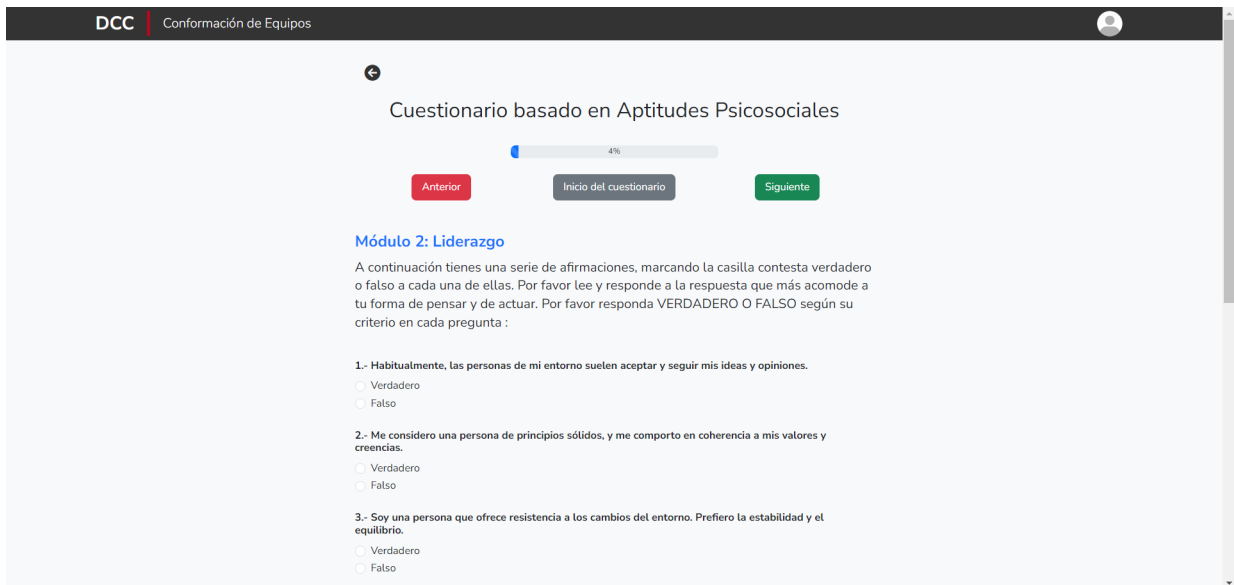 DCC Conformación de Equipos
Cuestionario basado en Aptitudes Psicosociales
4%
Anterior Inicio del cuestionario Siguiente
Módulo 2: Liderazgo
A continuación tienes una serie de afirmaciones, marcando la casilla contesta verdadero
o falso a cada una de ellas. Por favor lee y responde a la respuesta que más acomode a
tu forma de pensar y de actuar. Por favor responda VERDADERO O FALSO según su
criterio en cada pregunta :
1.- Habitualmente, las personas de mi entorno suelen aceptar y seguir mis ideas y opiniones.
Verdadero
Falso
2.- Me considero una persona de principios sólidos, y me comporto en coherencia a mis valores y
creencias.
Verdadero
Falso
3.- Soy una persona que ofrece resistencia a los cambios del entorno. Prefiero la estabilidad y el
equilibrio.
Verdadero
Falso